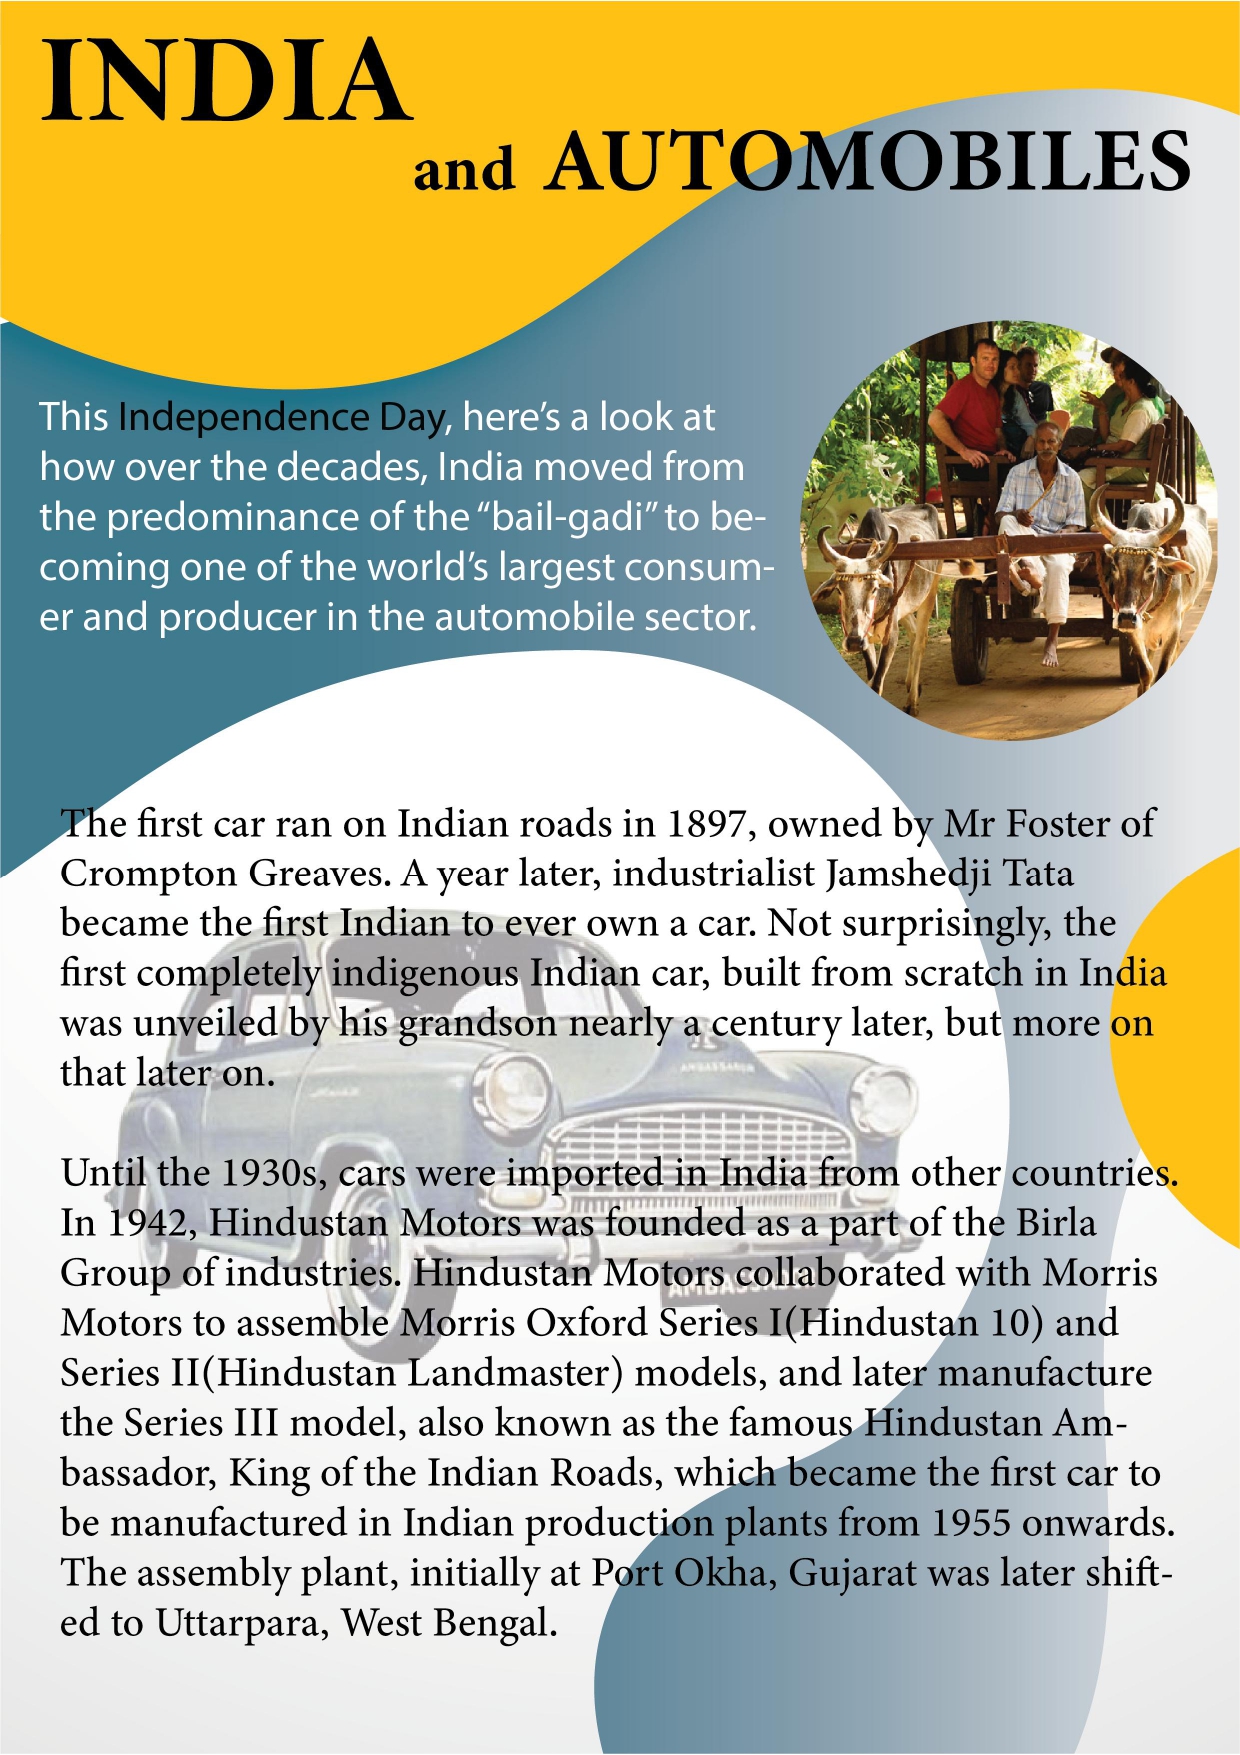 INDIA
and AUTOMOBILES
This Independence Day, here’s a look at
how over the decades, India moved from
the predominance of the “bail-gadi” to be-
coming one of the world’s largest consum-
er and producer in the automobile sector.
The first car ran on Indian roads in 1897, owned by Mr Foster of
Crompton Greaves. A year later, industrialist Jamshedji Tata
became the first Indian to ever own a car. Not surprisingly, the
first completely indigenous Indian car, built from scratch in India
was unveiled by his grandson nearly a century later, but more on
that later on.
AMBASSADOR
Until the 1930s, cars were imported in India from other countries.
In 1942, Hindustan Motors was founded as a part of the Birla
Group of industries. Hindustan Motors collaborated with Morris
AMBASSADOR
Motors to assemble Morris Oxford Series I(Hindustan 10) and
Series II(Hindustan Landmaster) models, and later manufacture
the Series III model, also known as the famous Hindustan Am-
bassador, King of the Indian Roads, which became the first car to
be manufactured in Indian production plants from 1955 onwards.
The assembly plant, initially at Port Okha, Gujarat was later shift-
ed to Uttarpara, West Bengal.